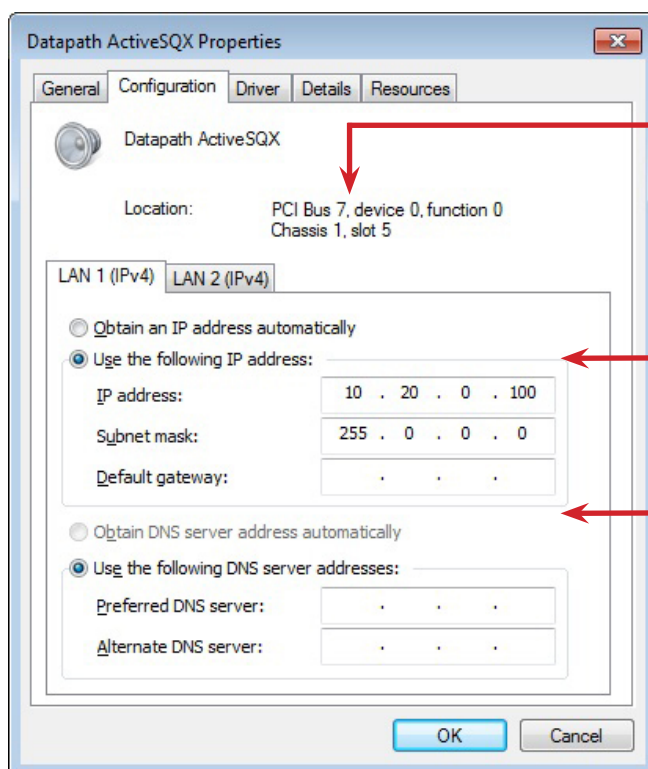 Datapath ActiveSQX Properties
General Configuration Driver Details Resources
Datapath ActiveSQX
Location: PCI Bus 7, device 0, function 0
Chassis 1, slot 5
LAN 1 (IPv4) LAN 2 (IPv4)
Obtain an IP address automatically
Use the following IP address:
IP address: 10 . 20 . 0 . 100
Subnet mask: 255 . 0 . 0 . 0
Default gateway: . . .
Obtain DNS server address automatically
Use the following DNS server addresses:
Preferred DNS server: . . .
Alternate DNS server: . . .
OK Cancel